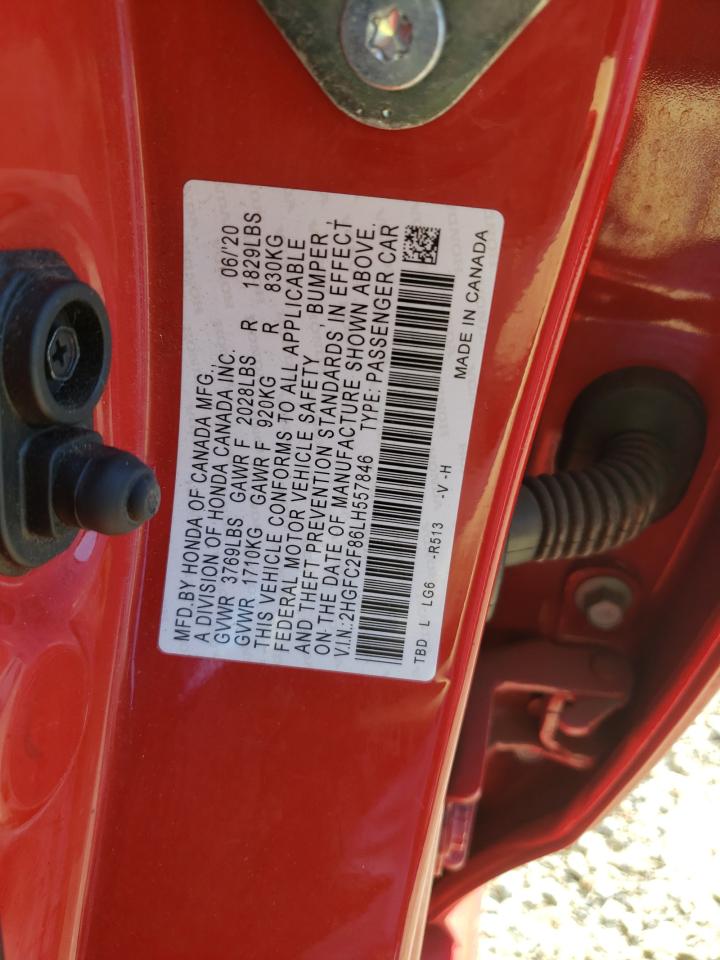 MFD.BY HONDA OF CANADA MFG., 06/'20
A DIVISION OF HONDA CANADA INC.
GVWR 3769LBS GAWR F 2028LBS R 1829LBS
GVWR 1710KG GAWR F 920KG R 830KG
THIS VEHICLE CONFORMS TO ALL APPLICABLE
FEDERAL MOTOR VEHICLE SAFETY BUMPER,
AND THEFT PREVENTION STANDARDS IN EFFECT
ON THE DATE OF MANUFACTURE SHOWN ABOVE.
V.I.N.:2HGFC2F86LH557846 TYPE: PASSENGER CAR
TBD L LG6 -R513 -V -H MADE IN CANADA